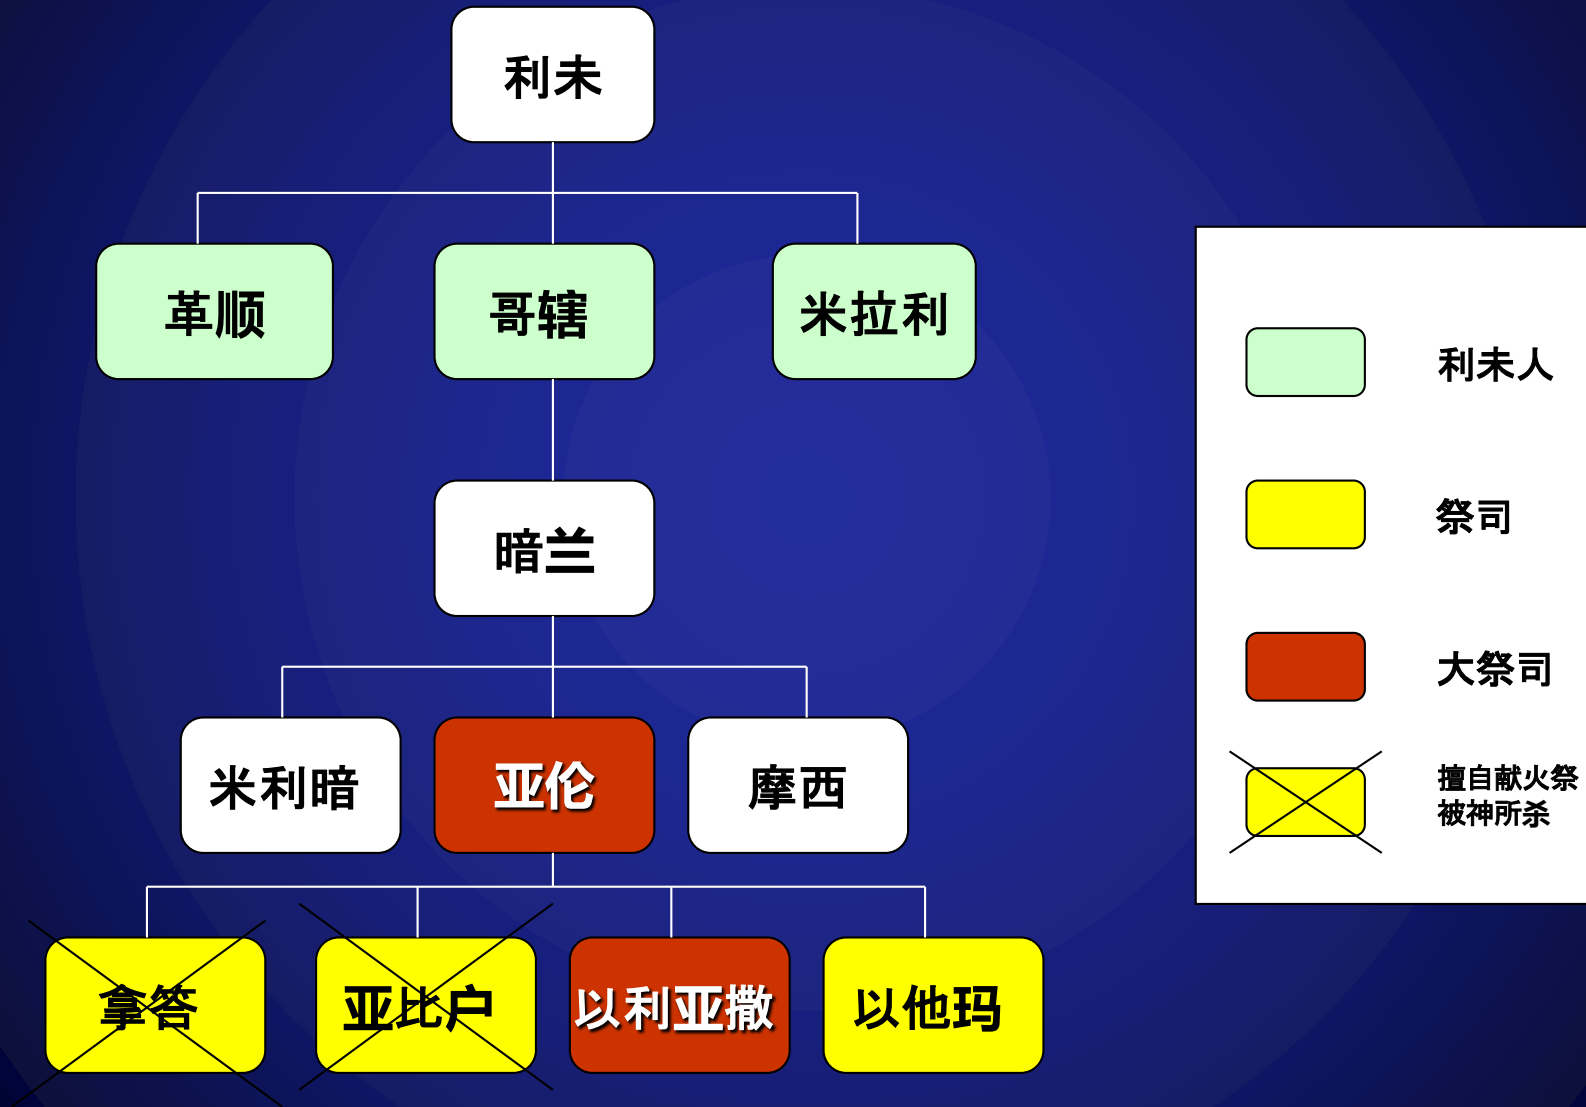 利未
革顺
哥辖
米拉利
暗兰
米利暗
亚伦
摩西
拿答
亚比户
以利亚撒
以他玛
利未人
祭司
大祭司
擅自献火祭
被神所杀